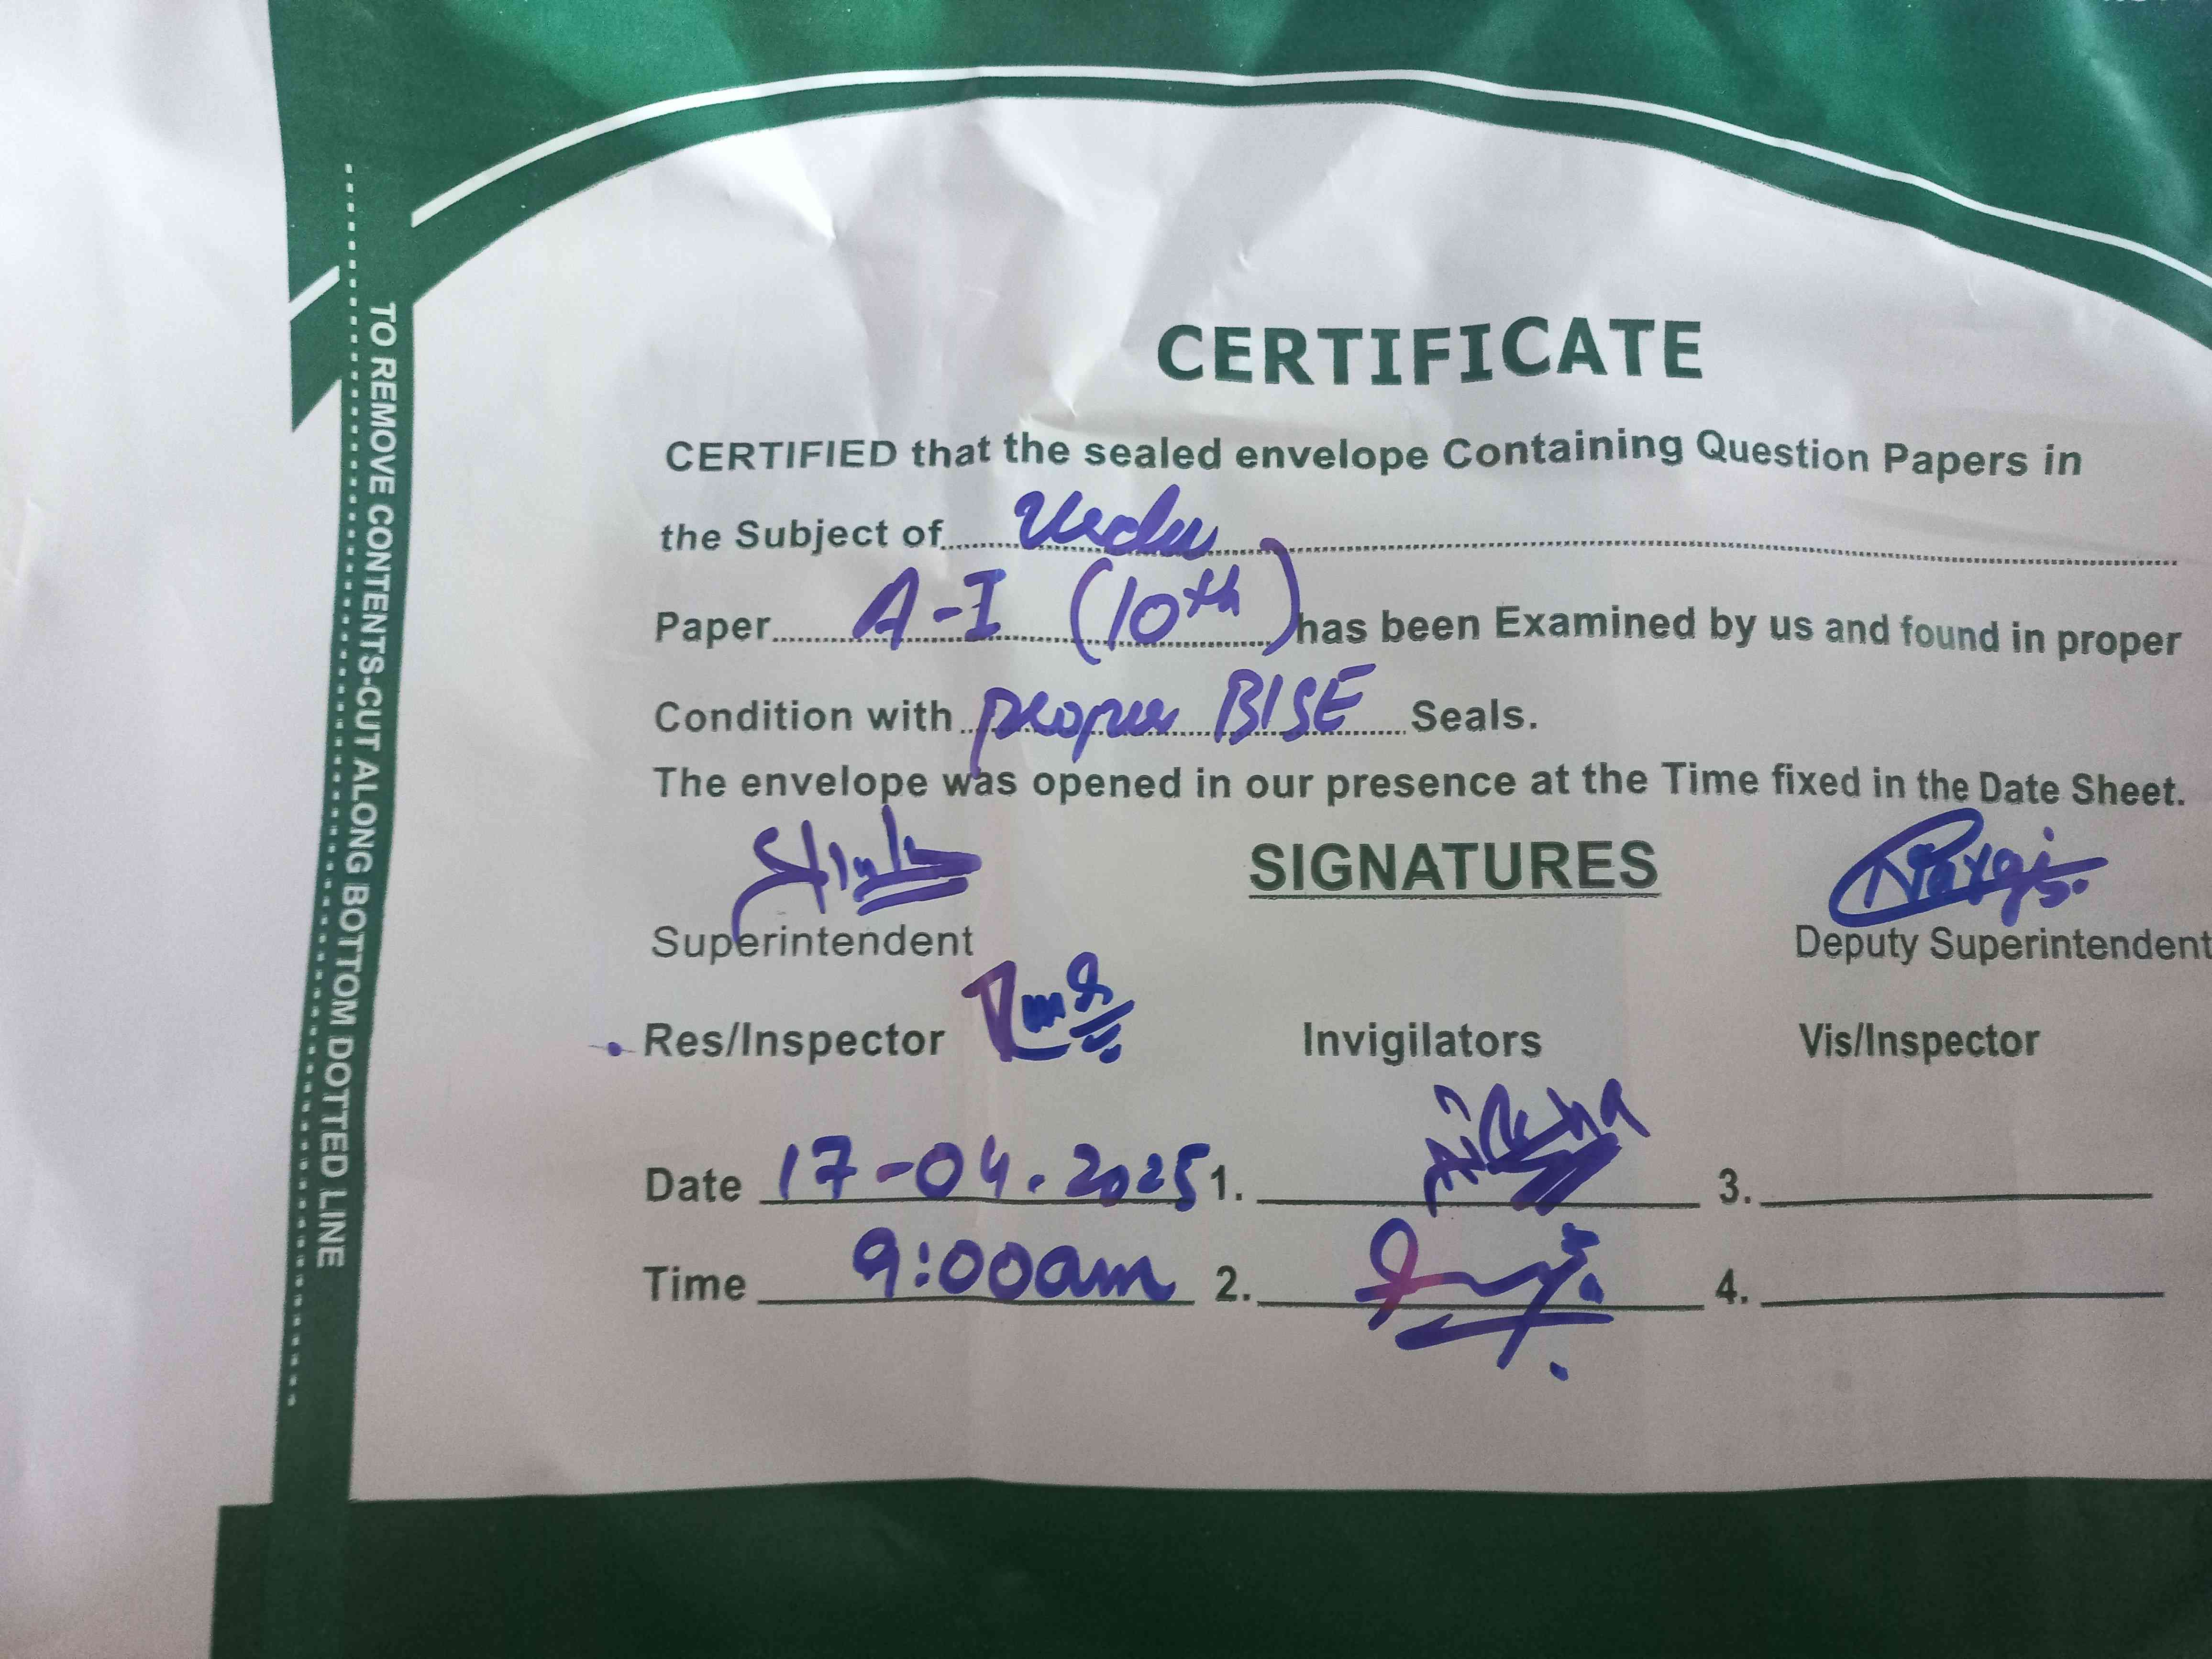 CERTIFICATE
CERTIFIED that the sealed envelope Containing Question Papers in
the Subject of Urdu
Paper A-I (10th) has been Examined by us and found in proper
Condition with proper BISE Seals.
The envelope was opened in our presence at the Time fixed in the Date Sheet.
SIGNATURES
Superintendent Deputy Superintendent
Res/Inspector Invigilators Vis/Inspector
Date 17-04.2025 1. 3.
Time 9:00am 2. 4.
TO REMOVE CONTENTS-CUT ALONG BOTTOM DOTTED LINE